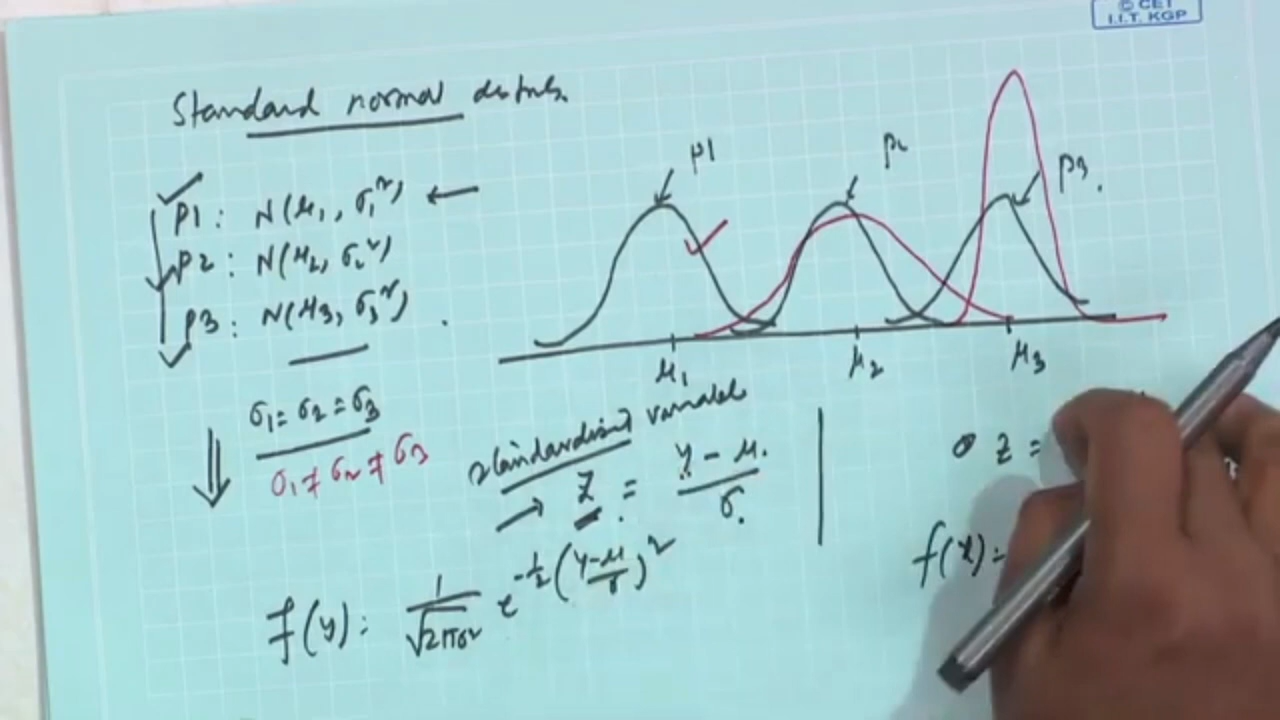 © CET
I.I.T. KGP
Standard normal
P1 : N(μ₁, σ₁²) ←
P2 : N(μ₂, σ₂²)
P3 : N(μ₃, σ₃²)
σ₁ = σ₂ = σ₃
σ₁ ≠ σ₂ ≠ σ₃
P1
P2
P3.
μ₁
μ₂
μ₃
standardised variable
→ Z = (y - μ)/σ.
f(y) = 1/√2πσ² e^-½((y-μ)/σ)²
Z =
f(x) =